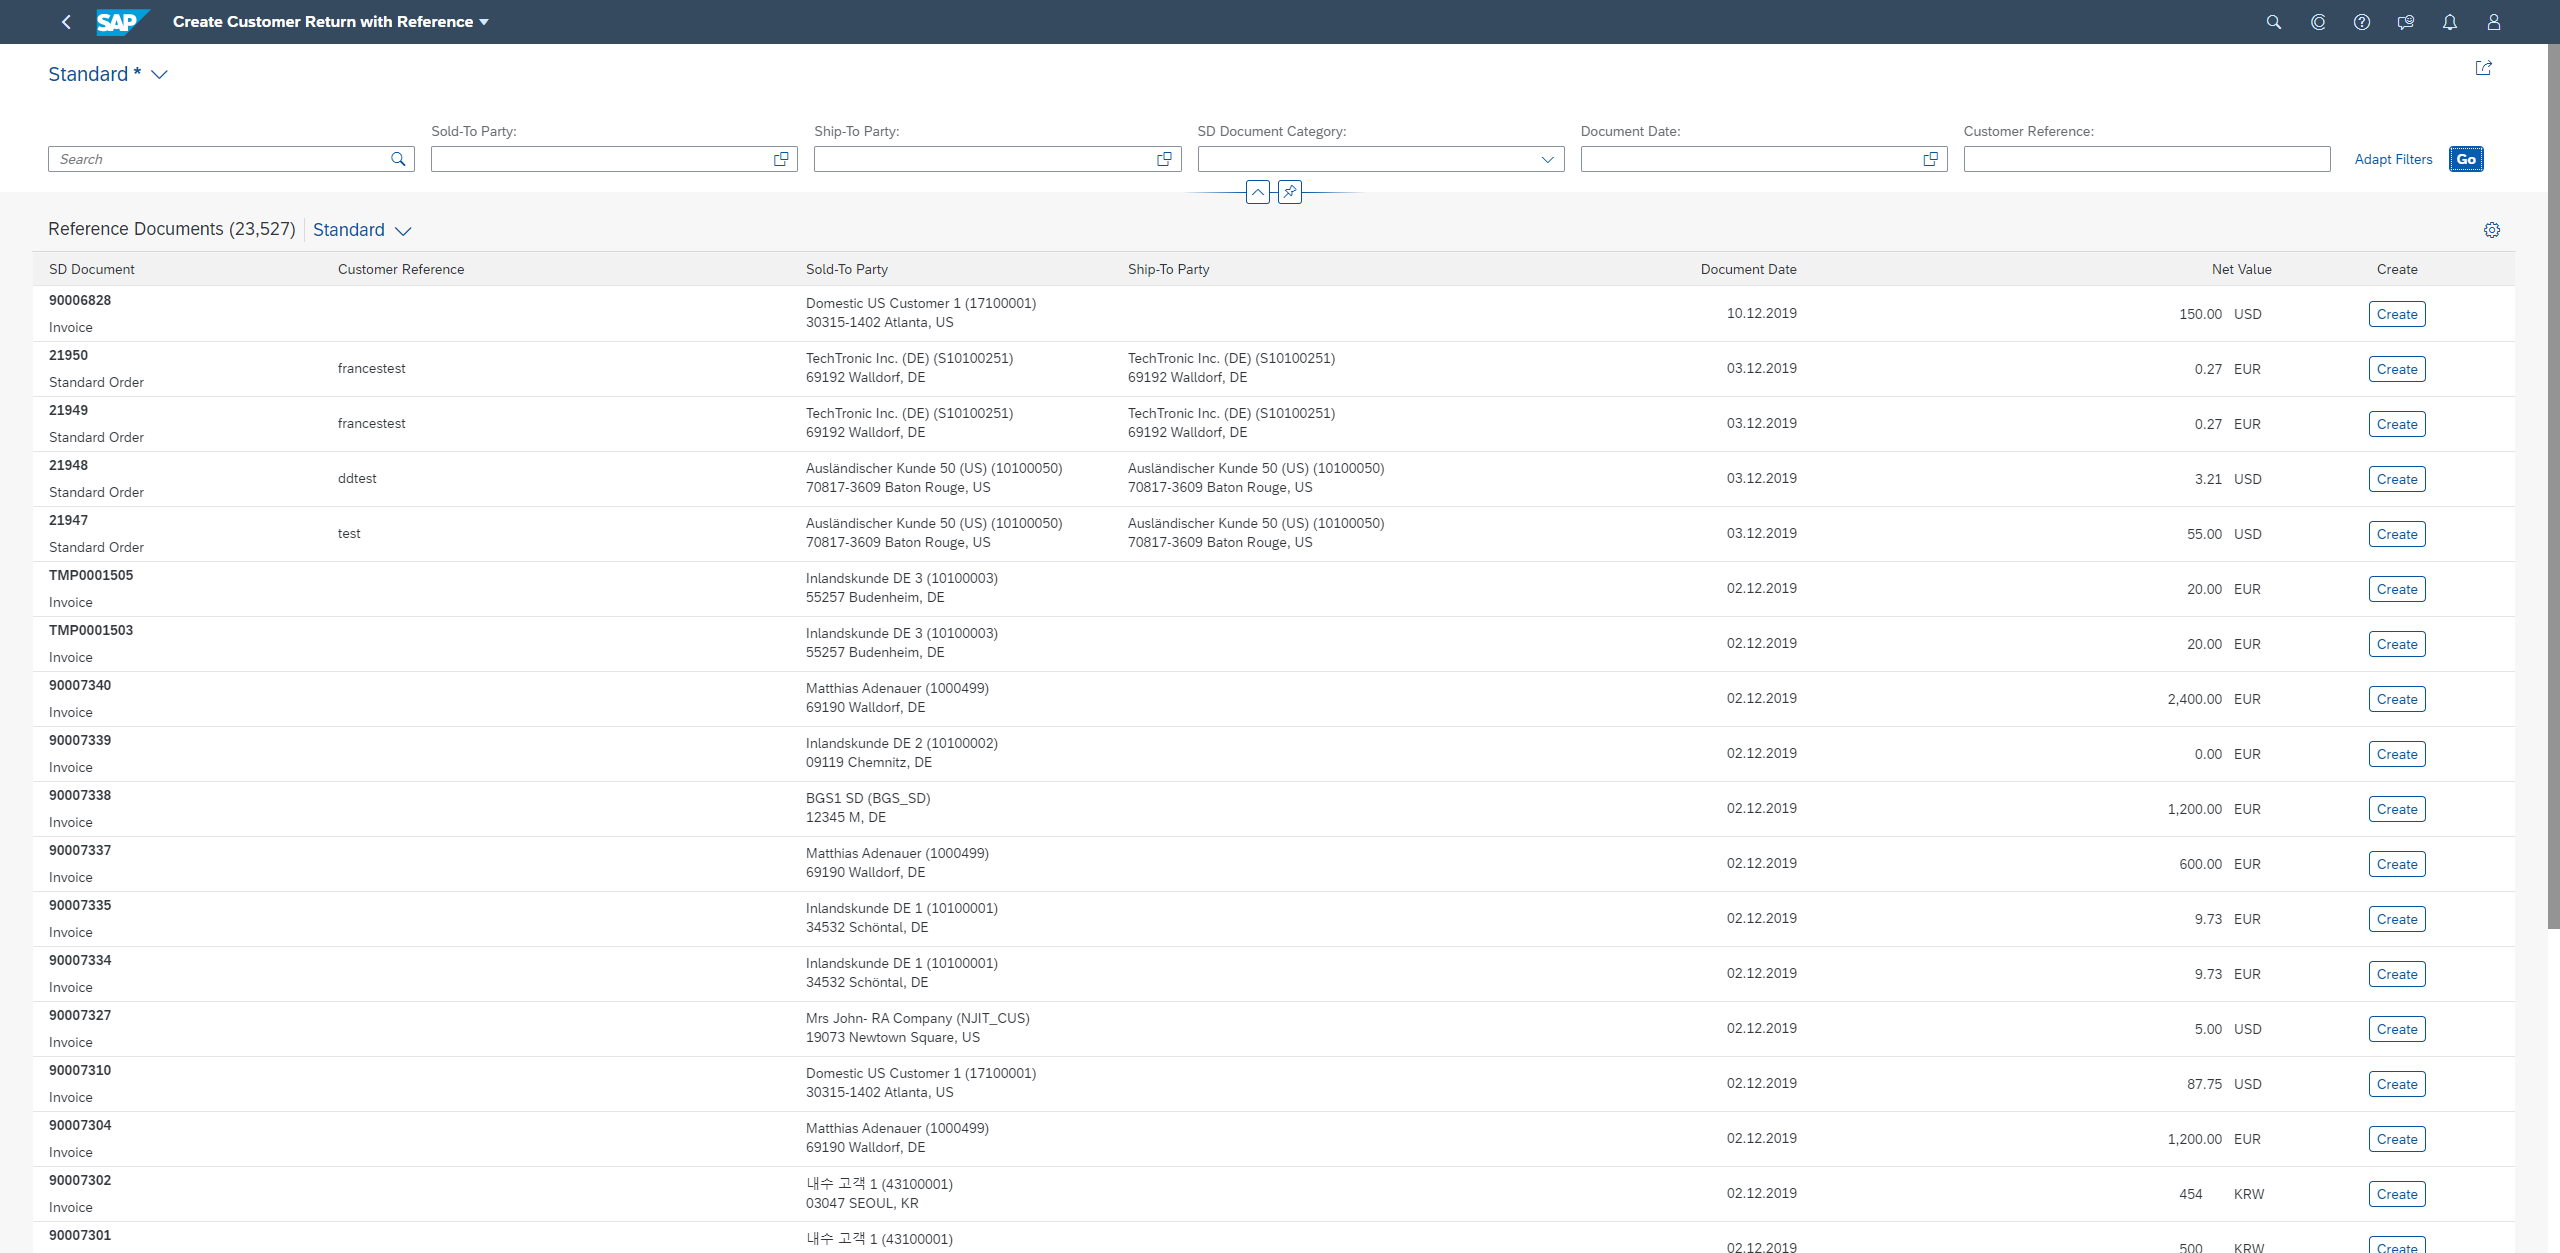 SAP Create Customer Return with Reference
Standard *
Sold-To Party: Ship-To Party: SD Document Category: Document Date: Customer Reference:
Search Adapt Filters Go
Reference Documents (23,527) Standard
SD Document Customer Reference Sold-To Party Ship-To Party Document Date Net Value Create
90006828 Domestic US Customer 1 (17100001) 10.12.2019 150.00 USD Create
Invoice 30315-1402 Atlanta, US
21950 francestest TechTronic Inc. (DE) (S10100251) TechTronic Inc. (DE) (S10100251) 03.12.2019 0.27 EUR Create
Standard Order 69192 Walldorf, DE 69192 Walldorf, DE
21949 francestest TechTronic Inc. (DE) (S10100251) TechTronic Inc. (DE) (S10100251) 03.12.2019 0.27 EUR Create
Standard Order 69192 Walldorf, DE 69192 Walldorf, DE
21948 ddtest Ausländischer Kunde 50 (US) (10100050) Ausländischer Kunde 50 (US) (10100050) 03.12.2019 3.21 USD Create
Standard Order 70817-3609 Baton Rouge, US 70817-3609 Baton Rouge, US
21947 test Ausländischer Kunde 50 (US) (10100050) Ausländischer Kunde 50 (US) (10100050) 03.12.2019 55.00 USD Create
Standard Order 70817-3609 Baton Rouge, US 70817-3609 Baton Rouge, US
TMP0001505 Inlandskunde DE 3 (10100003) 02.12.2019 20.00 EUR Create
Invoice 55257 Budenheim, DE
TMP0001503 Inlandskunde DE 3 (10100003) 02.12.2019 20.00 EUR Create
Invoice 55257 Budenheim, DE
90007340 Matthias Adenauer (1000499) 02.12.2019 2,400.00 EUR Create
Invoice 69190 Walldorf, DE
90007339 Inlandskunde DE 2 (10100002) 02.12.2019 0.00 EUR Create
Invoice 09119 Chemnitz, DE
90007338 BGS1 SD (BGS_SD) 02.12.2019 1,200.00 EUR Create
Invoice 12345 M, DE
90007337 Matthias Adenauer (1000499) 02.12.2019 600.00 EUR Create
Invoice 69190 Walldorf, DE
90007335 Inlandskunde DE 1 (10100001) 02.12.2019 9.73 EUR Create
Invoice 34532 Schöntal, DE
90007334 Inlandskunde DE 1 (10100001) 02.12.2019 9.73 EUR Create
Invoice 34532 Schöntal, DE
90007327 Mrs John- RA Company (NJIT_CUS) 02.12.2019 5.00 USD Create
Invoice 19073 Newtown Square, US
90007310 Domestic US Customer 1 (17100001) 02.12.2019 87.75 USD Create
Invoice 30315-1402 Atlanta, US
90007304 Matthias Adenauer (1000499) 02.12.2019 1,200.00 EUR Create
Invoice 69190 Walldorf, DE
90007302 내수 고객 1 (43100001) 02.12.2019 454 KRW Create
Invoice 03047 SEOUL, KR
90007301 내수 고객 1 (43100001) 02.12.2019 500 KRW Create